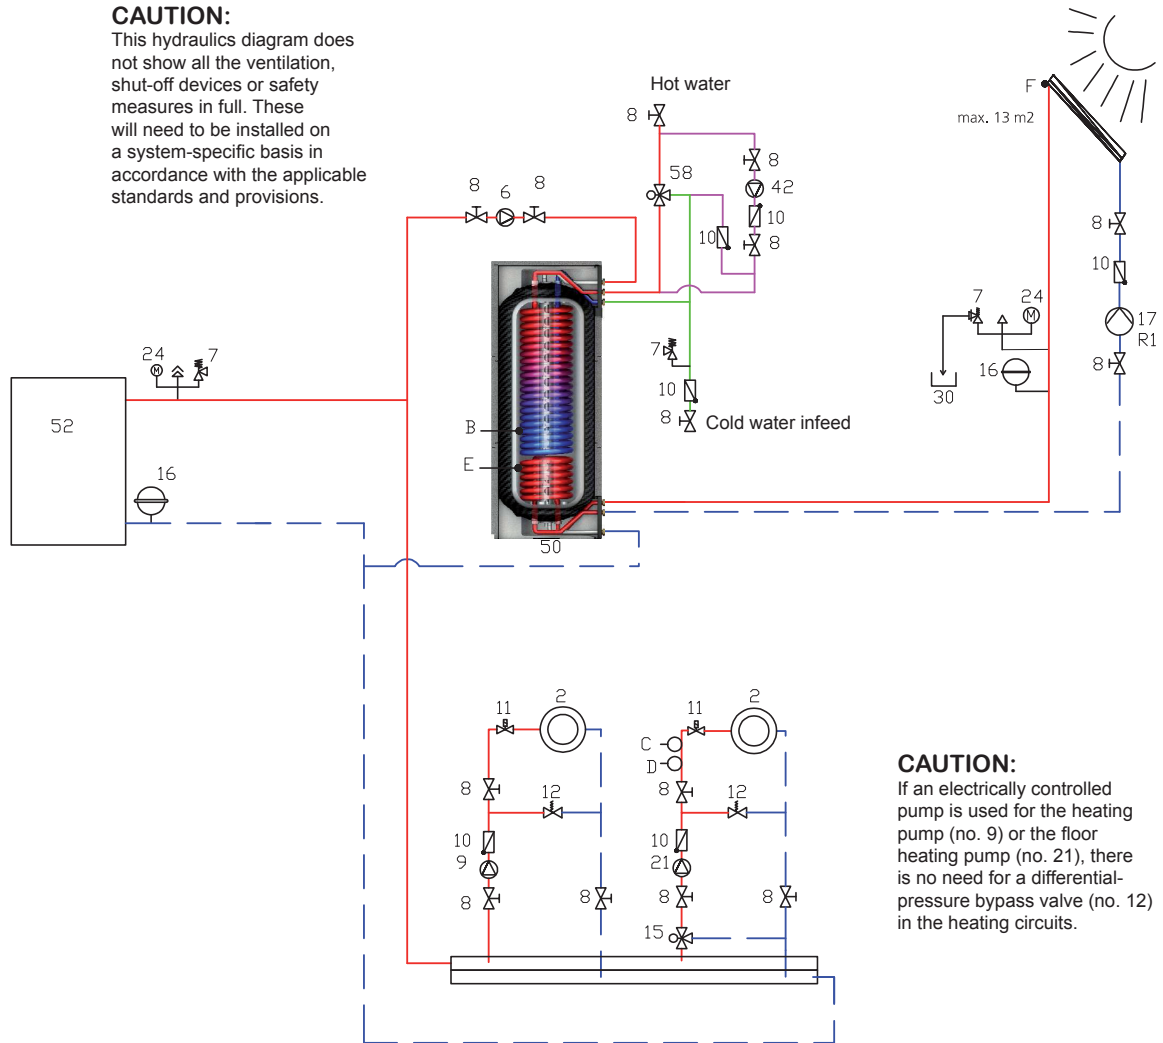 CAUTION:
This hydraulics diagram does
not show all the ventilation,
shut-off devices or safety
measures in full. These
will need to be installed on
a system-specific basis in
accordance with the applicable
standards and provisions.
Hot water
8
F
max. 13 m2
8
58
42
8 6 8
10
10
8
8
10
7 24
17
R1
8
16
30
7
10
8 Cold water infeed
24 M 7
M
52
B
E
16
50
11 2 11 2
C
D
8 12 8 12
10 10
9 21
8 8 8 8
15
CAUTION:
If an electrically controlled
pump is used for the heating
pump (no. 9) or the floor
heating pump (no. 21), there
is no need for a differential-
pressure bypass valve (no. 12)
in the heating circuits.